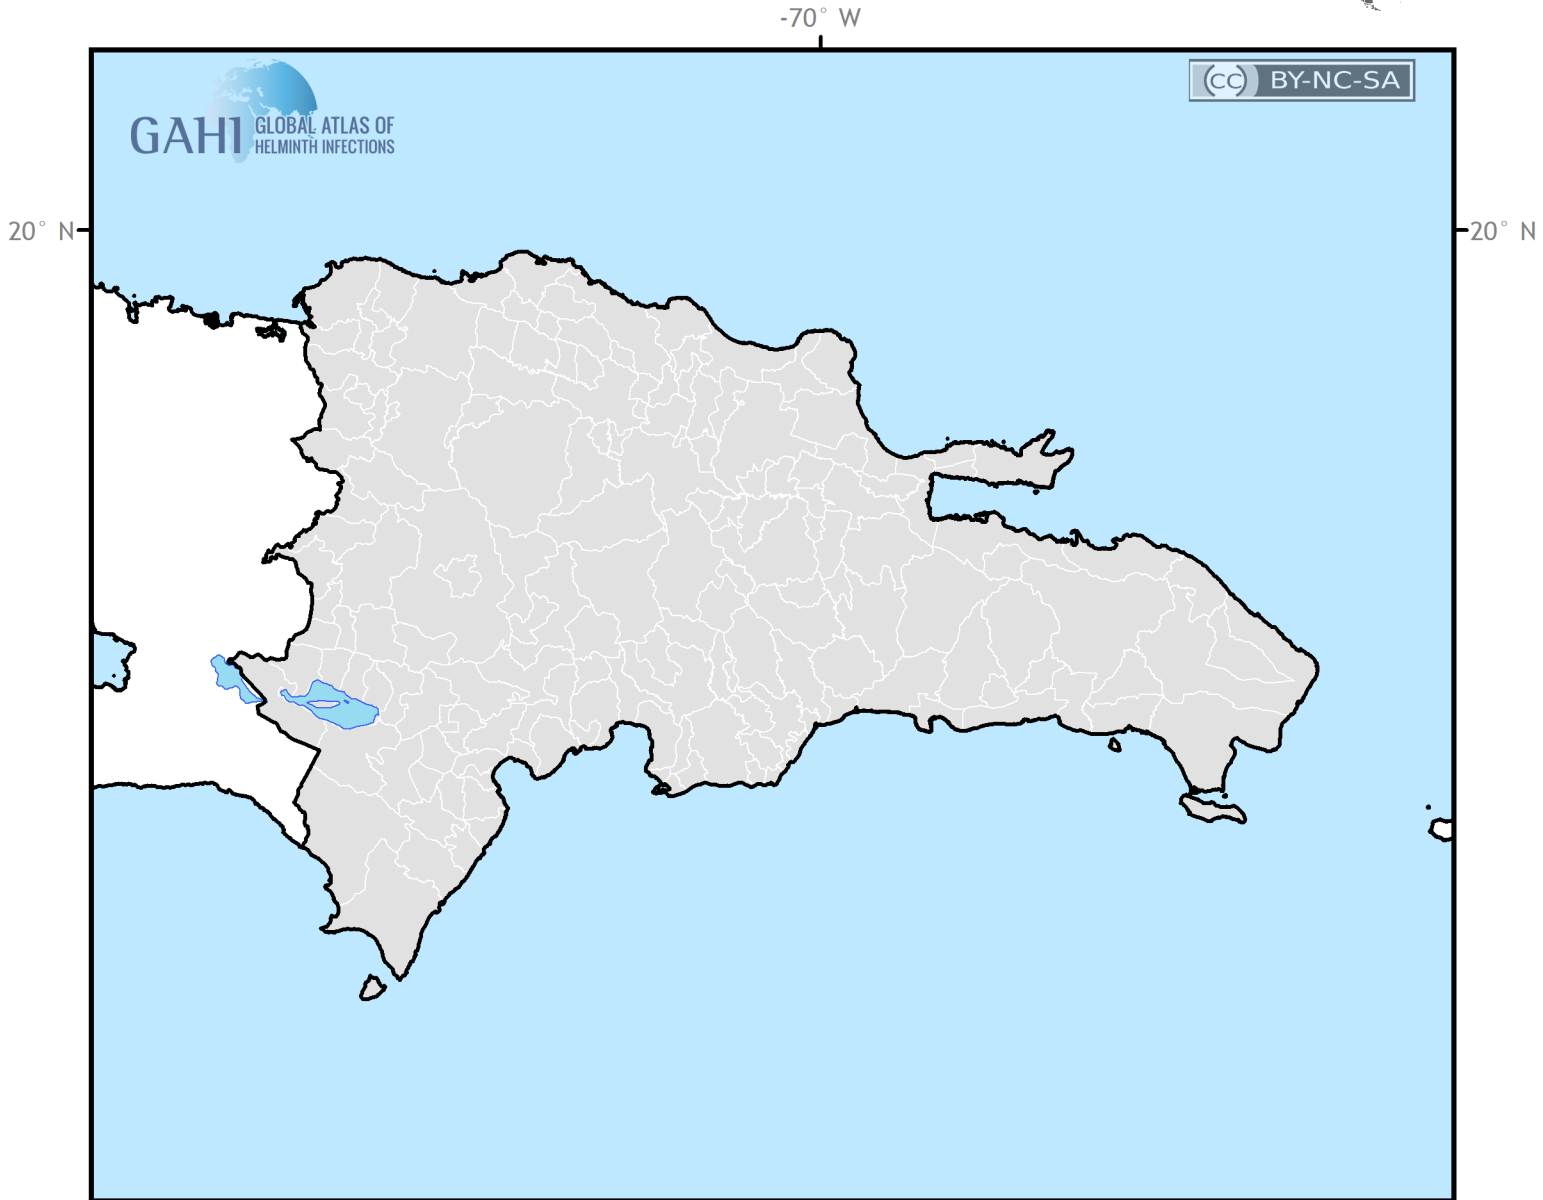 -70° W
GAHI GLOBAL ATLAS OF
HELMINTH INFECTIONS
CC BY-NC-SA
20° N
20° N